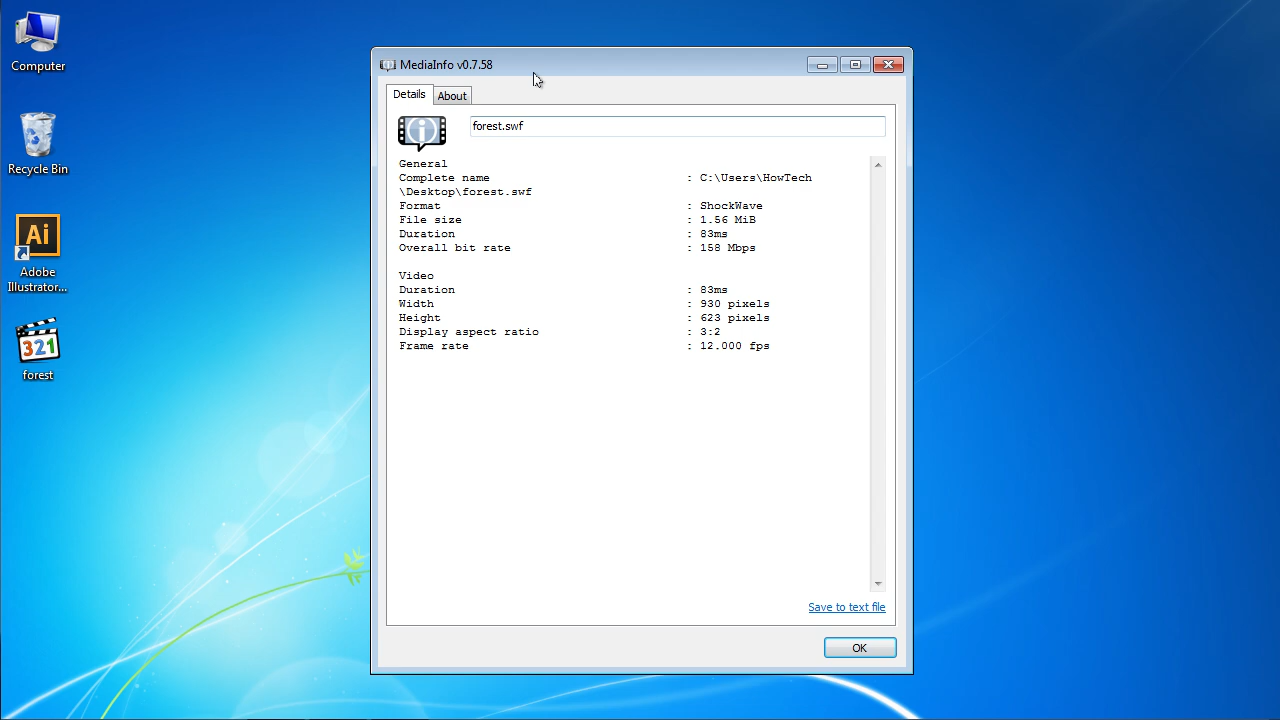 Computer
Recycle Bin
Ai
Adobe
Illustrator...
321
forest
MediaInfo v0.7.58
Details
About
forest.swf
General
Complete name : C:\Users\HowTech
\Desktop\forest.swf
Format : ShockWave
File size : 1.56 MiB
Duration : 83ms
Overall bit rate : 158 Mbps
Video
Duration : 83ms
Width : 930 pixels
Height : 623 pixels
Display aspect ratio : 3:2
Frame rate : 12.000 fps
Save to text file
OK